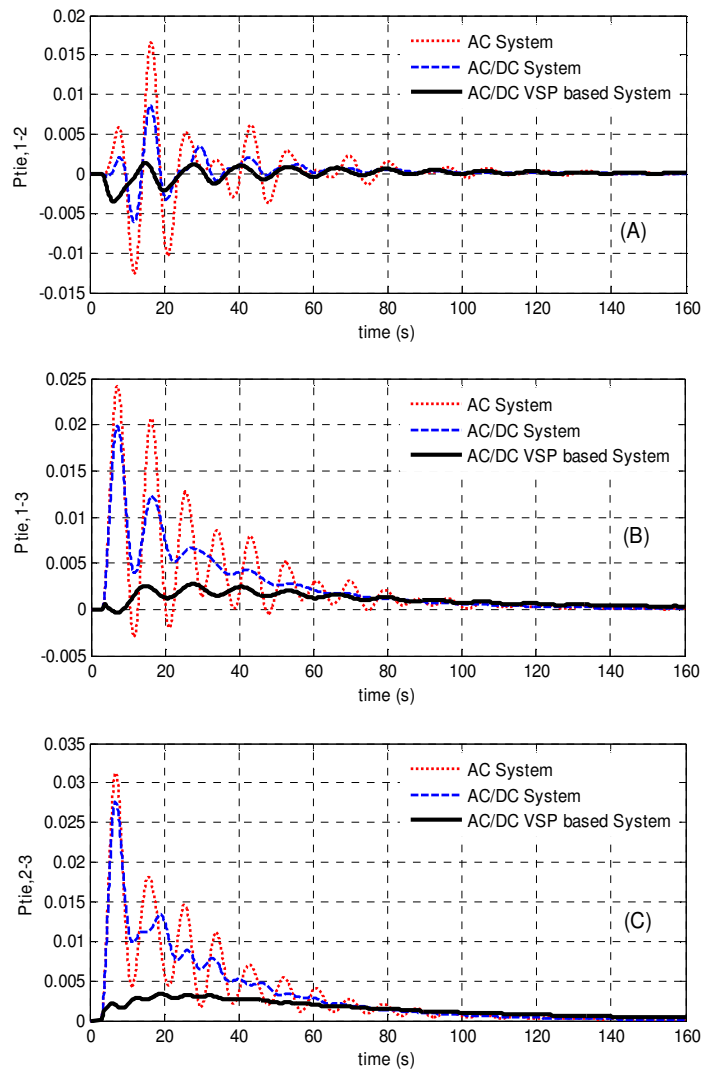 0.02
0.015
0.01
0.005
0
-0.005
-0.01
-0.015
Ptie,1-2
AC System
AC/DC System
AC/DC VSP based System
(A)
0 20 40 60 80 100 120 140 160
time (s)
0.025
0.02
0.015
0.01
0.005
0
-0.005
Ptie,1-3
AC System
AC/DC System
AC/DC VSP based System
(B)
0 20 40 60 80 100 120 140 160
time (s)
0.035
0.03
0.025
0.02
0.015
0.01
0.005
0
Ptie,2-3
AC System
AC/DC System
AC/DC VSP based System
(C)
0 20 40 60 80 100 120 140 160
time (s)